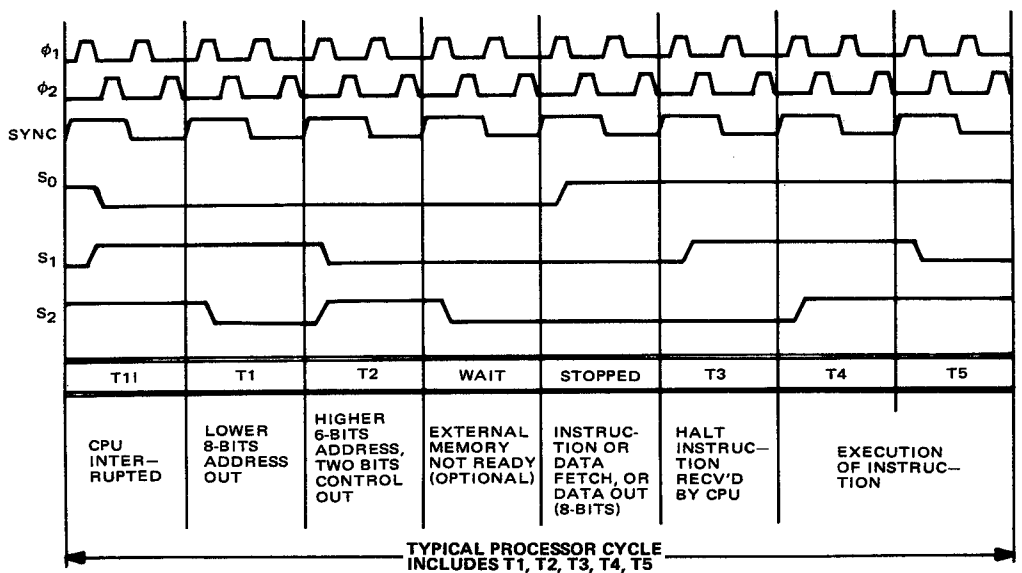 φ1
φ2
SYNC
S0
S1
S2
T1I
T1
T2
WAIT
STOPPED
T3
T4
T5
CPU
INTER–
RUPTED
LOWER
8-BITS
ADDRESS
OUT
HIGHER
6-BITS
ADDRESS,
TWO BITS
CONTROL
OUT
EXTERNAL
MEMORY
NOT READY
(OPTIONAL)
INSTRUC-
TION OR
DATA
FETCH, OR
DATA OUT
(8-BITS)
HALT
INSTRUC–
TION
RECV'D
BY CPU
EXECUTION
OF INSTRUC–
TION
TYPICAL PROCESSOR CYCLE
INCLUDES T1, T2, T3, T4, T5